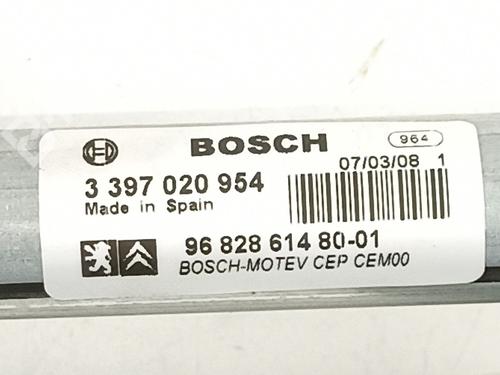 BOSCH
964
3 397 020 954
07/03/08 1
Made in Spain
96 828 614 80-01
BOSCH-MOTEV CEP CEM00